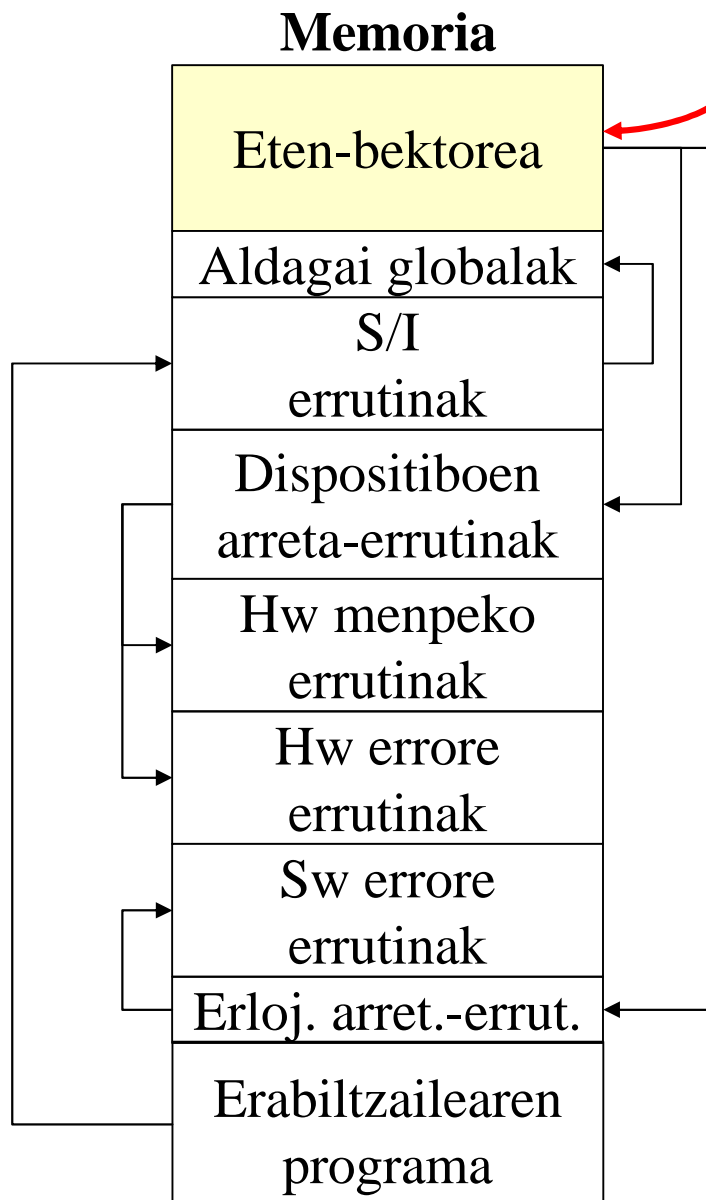 Memoria
Eten-bektorea
Aldagai globalak
S/I
errutinak
Dispositiboen
arreta-errutinak
Hw menpeko
errutinak
Hw errore
errutinak
Sw errore
errutinak
Erloj. arret.-errut.
Erabiltzailearen
programa